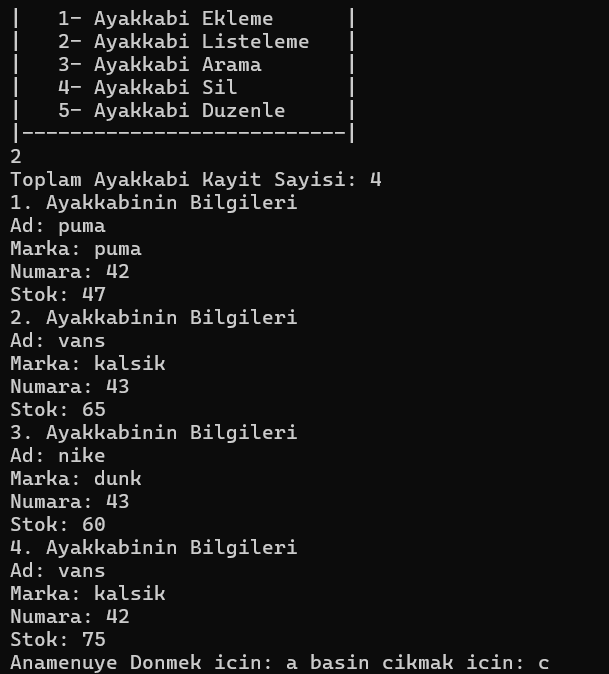 |   1- Ayakkabi Ekleme      |
|   2- Ayakkabi Listeleme   |
|   3- Ayakkabi Arama       |
|   4- Ayakkabi Sil         |
|   5- Ayakkabi Duzenle     |
|---------------------------|
2
Toplam Ayakkabi Kayit Sayisi: 4
1. Ayakkabinin Bilgileri
Ad: puma
Marka: puma
Numara: 42
Stok: 47
2. Ayakkabinin Bilgileri
Ad: vans
Marka: kalsik
Numara: 43
Stok: 65
3. Ayakkabinin Bilgileri
Ad: nike
Marka: dunk
Numara: 43
Stok: 60
4. Ayakkabinin Bilgileri
Ad: vans
Marka: kalsik
Numara: 42
Stok: 75
Anamenuye Donmek icin: a basin cikmak icin: c